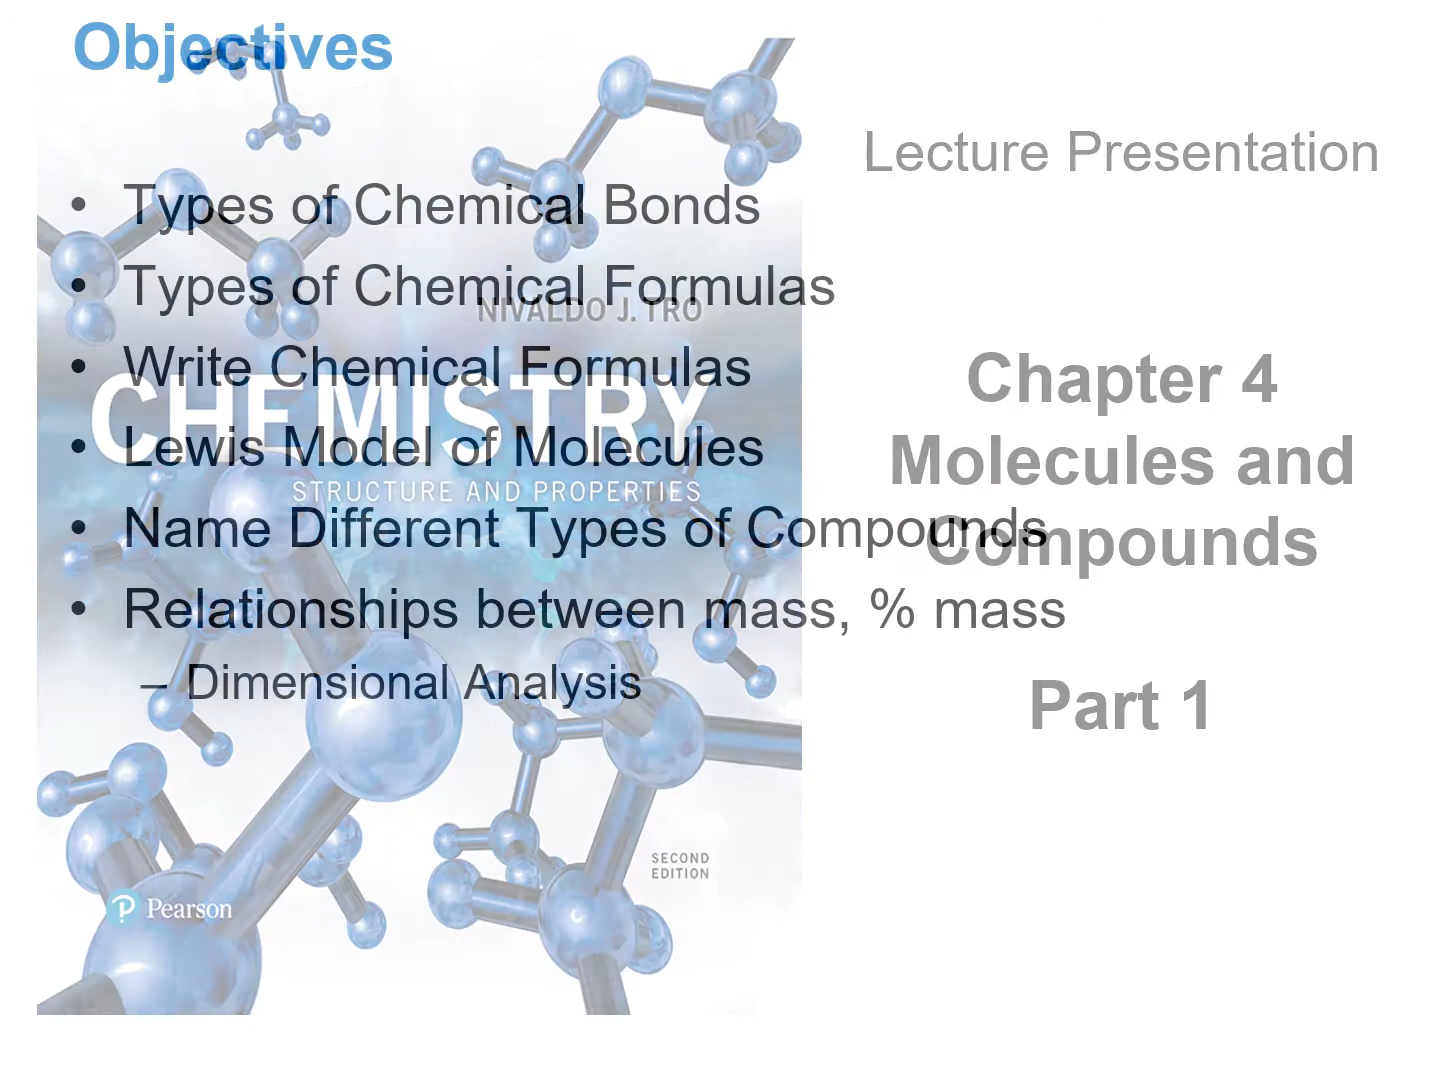 Objectives
• Types of Chemical Bonds
• Types of Chemical Formulas
• Write Chemical Formulas
• Lewis Model of Molecules
• Name Different Types of Compounds
• Relationships between mass, % mass
– Dimensional Analysis
NIVALDO J. TRO
CHEMISTRY
STRUCTURE AND PROPERTIES
SECOND
EDITION
P Pearson
Lecture Presentation
Chapter 4
Molecules and
Compounds
Part 1